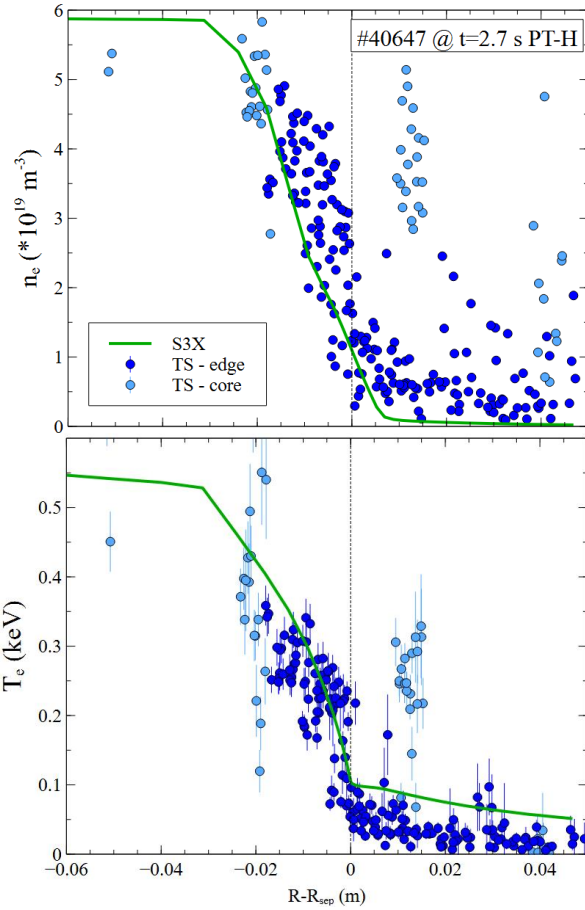 #40647 @ t=2.7 s PT-H
6
5
4
3
2
1
0
n_e (*10^19 m^-3)
S3X
TS - edge
TS - core
0.5
0.4
0.3
0.2
0.1
0
T_e (keV)
−0.06 −0.04 −0.02 0 0.02 0.04
R-R_sep (m)